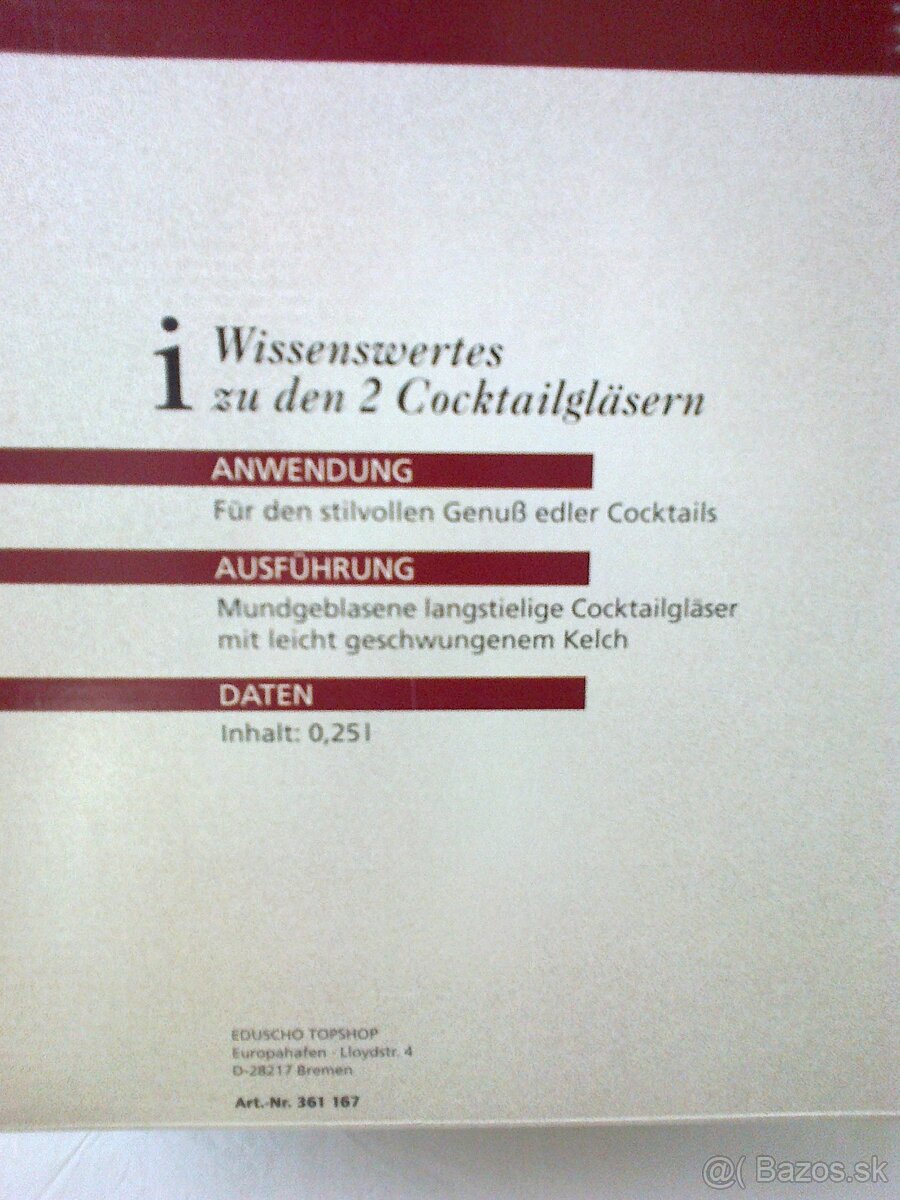 i Wissenswertes
zu den 2 Cocktailgläsern
ANWENDUNG
Für den stilvollen Genuß edler Cocktails
AUSFÜHRUNG
Mundgeblasene langstielige Cocktailgläser
mit leicht geschwungenem Kelch
DATEN
Inhalt: 0,25 l
EDUSCHO TOPSHOP
Europahafen · Lloydstr. 4
D-28217 Bremen
Art.-Nr. 361 167
@( Bazos.sk